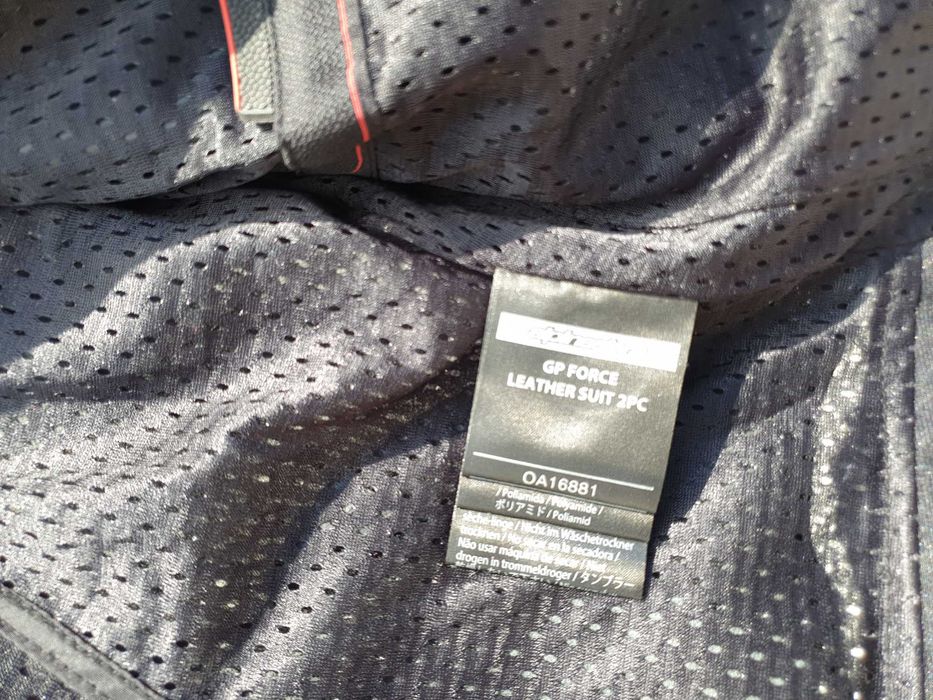 alpinestars
GP FORCE
LEATHER SUIT 2PC
OA16881
/ Poliamida / Polyamide /
ポリアミド / Poliamid
sèche-linge / Nicht im Wäschetrockner
trocknen / No secar en la secadora /
Não usar máquina de secar / Niet
drogen in trommeldroger / タンブラー